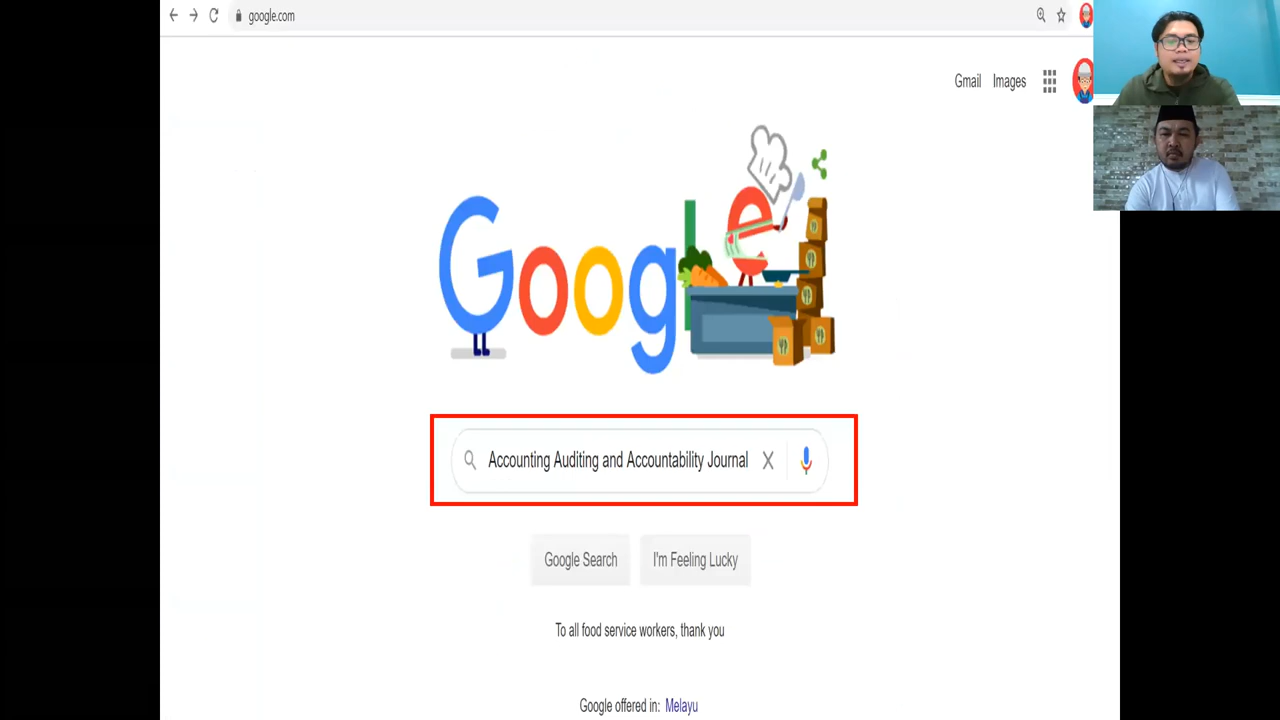 google.com
Gmail Images
Google
Accounting Auditing and Accountability Journal
Google Search I'm Feeling Lucky
To all food service workers, thank you
Google offered in: Melayu